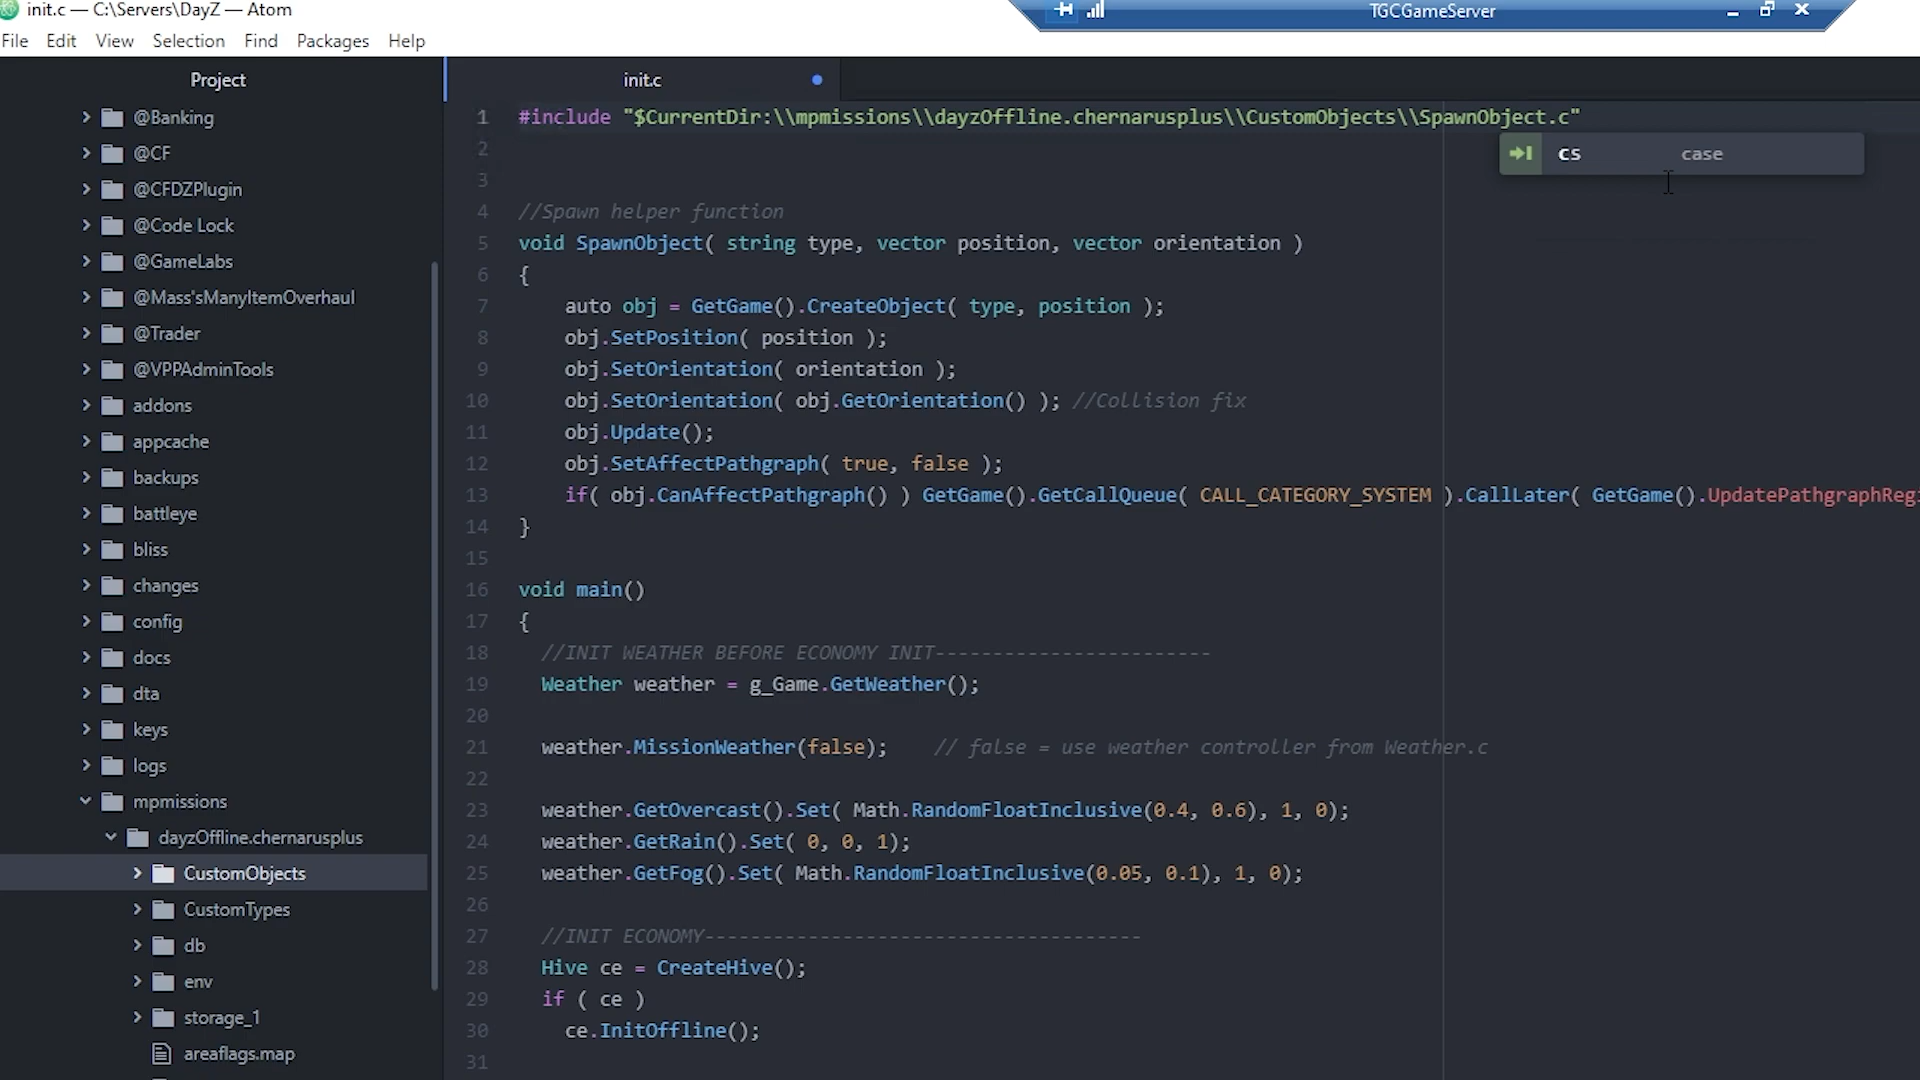 init.c — C:\Servers\DayZ — Atom
TGCGameServer
File Edit View Selection Find Packages Help
Project
@Banking
@CF
@CFDZPlugin
@Code Lock
@GameLabs
@Mass'sManyItemOverhaul
@Trader
@VPPAdminTools
addons
appcache
backups
battleye
bliss
changes
config
docs
dta
keys
logs
mpmissions
dayzOffline.chernarusplus
CustomObjects
CustomTypes
db
env
storage_1
areaflags.map
init.c
1 #include "$CurrentDir:\\mpmissions\\dayzOffline.chernarusplus\\CustomObjects\\SpawnObject.c"
cs case
2
3
4 //Spawn helper function
5 void SpawnObject( string type, vector position, vector orientation )
6 {
7 auto obj = GetGame().CreateObject( type, position );
8 obj.SetPosition( position );
9 obj.SetOrientation( orientation );
10 obj.SetOrientation( obj.GetOrientation() ); //Collision fix
11 obj.Update();
12 obj.SetAffectPathgraph( true, false );
13 if( obj.CanAffectPathgraph() ) GetGame().GetCallQueue( CALL_CATEGORY_SYSTEM ).CallLater( GetGame().UpdatePathgraphRegi
14 }
15
16 void main()
17 {
18 //INIT WEATHER BEFORE ECONOMY INIT------------------------
19 Weather weather = g_Game.GetWeather();
20
21 weather.MissionWeather(false); // false = use weather controller from Weather.c
22
23 weather.GetOvercast().Set( Math.RandomFloatInclusive(0.4, 0.6), 1, 0);
24 weather.GetRain().Set( 0, 0, 1);
25 weather.GetFog().Set( Math.RandomFloatInclusive(0.05, 0.1), 1, 0);
26
27 //INIT ECONOMY--------------------------------------
28 Hive ce = CreateHive();
29 if ( ce )
30 ce.InitOffline();
31